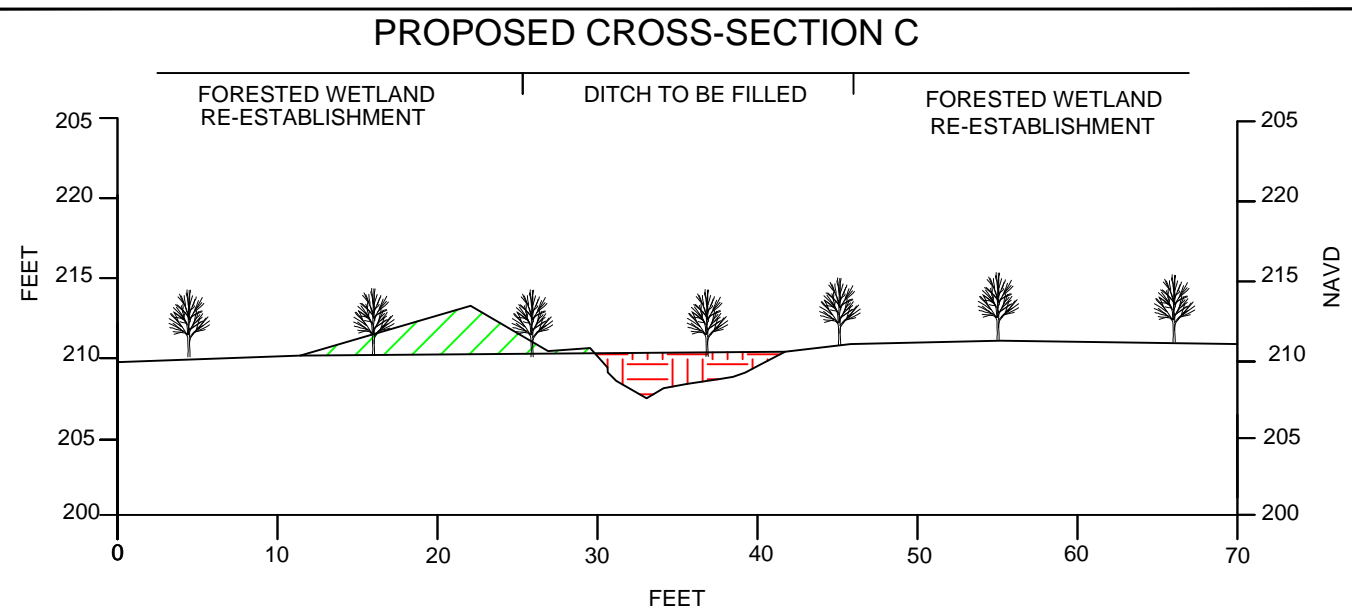 PROPOSED CROSS-SECTION C
FORESTED WETLAND
RE-ESTABLISHMENT
DITCH TO BE FILLED
FORESTED WETLAND
RE-ESTABLISHMENT
205
220
215
210
205
200
FEET
205
220
215
210
205
200
NAVD
0
10
20
30
40
50
60
70
FEET